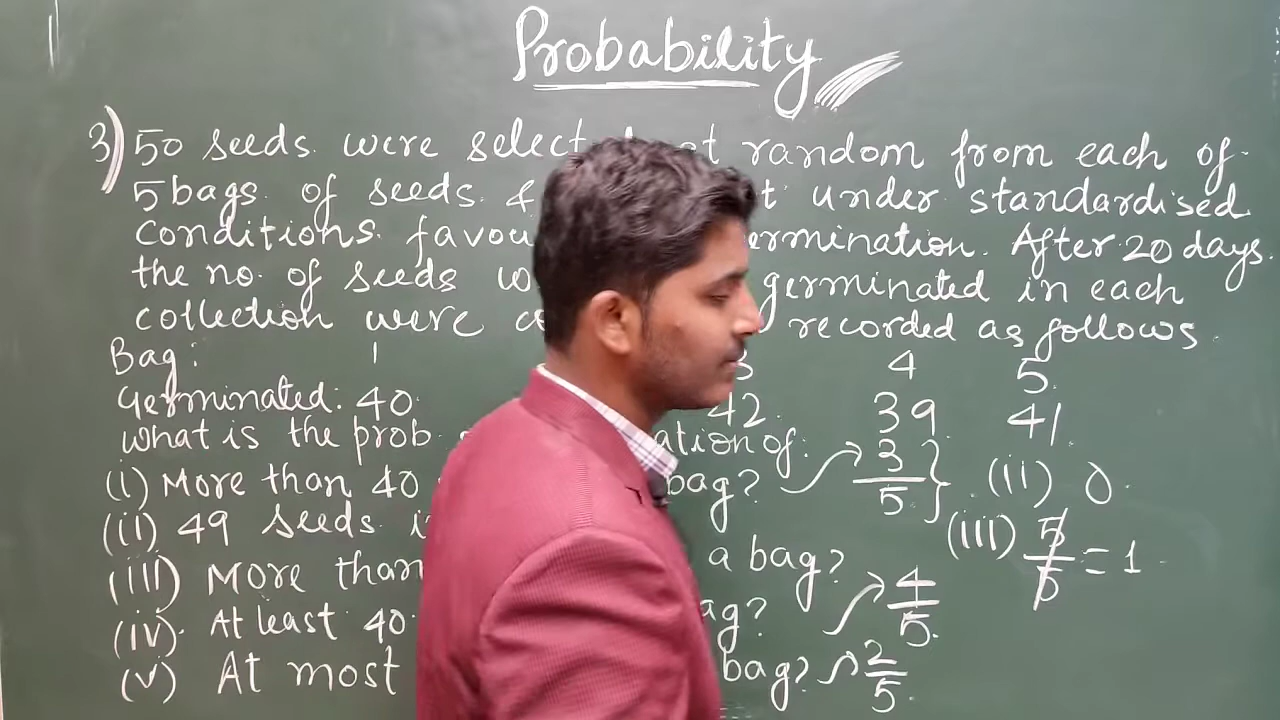 Probability
3) 50 seeds were select at random from each of
5 bags of seeds & under standardised
conditions favou ermination. After 20 days
the no. of seeds germinated in each
collection were recorded as follows.
Bag: 1 3 4 5
Germinated: 40 42 39 41
What is the prob ation of:
(i) More than 40 bag? 3/5 (ii) 0
(ii) 49 seeds i
(iii) More than a bag? (iii) 5/5 = 1
(iv) At least 40 ag? 4/5
(v) At most bag? 2/5